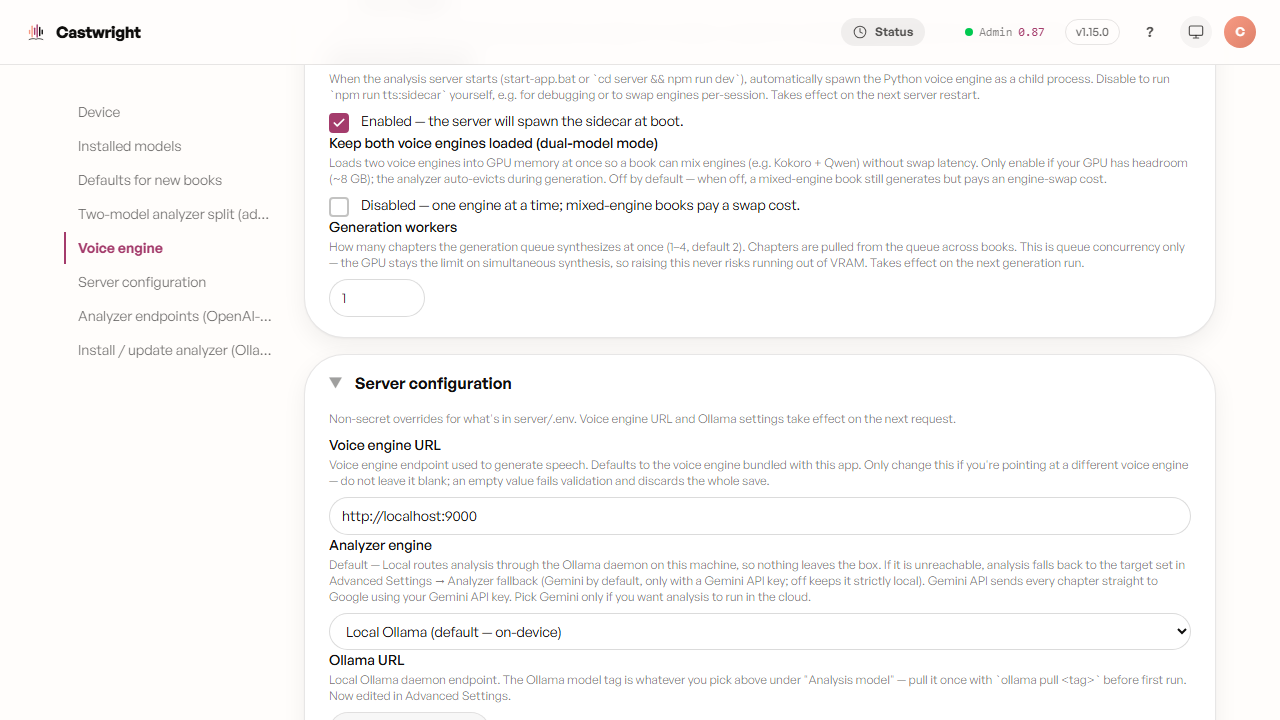 Castwright
Status
Admin 0.87
v1.15.0
?
C
Device
Installed models
Defaults for new books
Two-model analyzer split (ad...
Voice engine
Server configuration
Analyzer endpoints (OpenAI-...
Install / update analyzer (Olla...
When the analysis server starts (start-app.bat or `cd server && npm run dev`), automatically spawn the Python voice engine as a child process. Disable to run
`npm run tts:sidecar` yourself, e.g. for debugging or to swap engines per-session. Takes effect on the next server restart.
Enabled — the server will spawn the sidecar at boot.
Keep both voice engines loaded (dual-model mode)
Loads two voice engines into GPU memory at once so a book can mix engines (e.g. Kokoro + Qwen) without swap latency. Only enable if your GPU has headroom
(~8 GB); the analyzer auto-evicts during generation. Off by default — when off, a mixed-engine book still generates but pays an engine-swap cost.
Disabled — one engine at a time; mixed-engine books pay a swap cost.
Generation workers
How many chapters the generation queue synthesizes at once (1–4, default 2). Chapters are pulled from the queue across books. This is queue concurrency only
— the GPU stays the limit on simultaneous synthesis, so raising this never risks running out of VRAM. Takes effect on the next generation run.
1
Server configuration
Non-secret overrides for what's in server/.env. Voice engine URL and Ollama settings take effect on the next request.
Voice engine URL
Voice engine endpoint used to generate speech. Defaults to the voice engine bundled with this app. Only change this if you're pointing at a different voice engine
— do not leave it blank; an empty value fails validation and discards the whole save.
http://localhost:9000
Analyzer engine
Default — Local routes analysis through the Ollama daemon on this machine, so nothing leaves the box. If it is unreachable, analysis falls back to the target set in
Advanced Settings → Analyzer fallback (Gemini by default, only with a Gemini API key; off keeps it strictly local). Gemini API sends every chapter straight to
Google using your Gemini API key. Pick Gemini only if you want analysis to run in the cloud.
Local Ollama (default — on-device)
Ollama URL
Local Ollama daemon endpoint. The Ollama model tag is whatever you pick above under "Analysis model" — pull it once with `ollama pull <tag>` before first run.
Now edited in Advanced Settings.